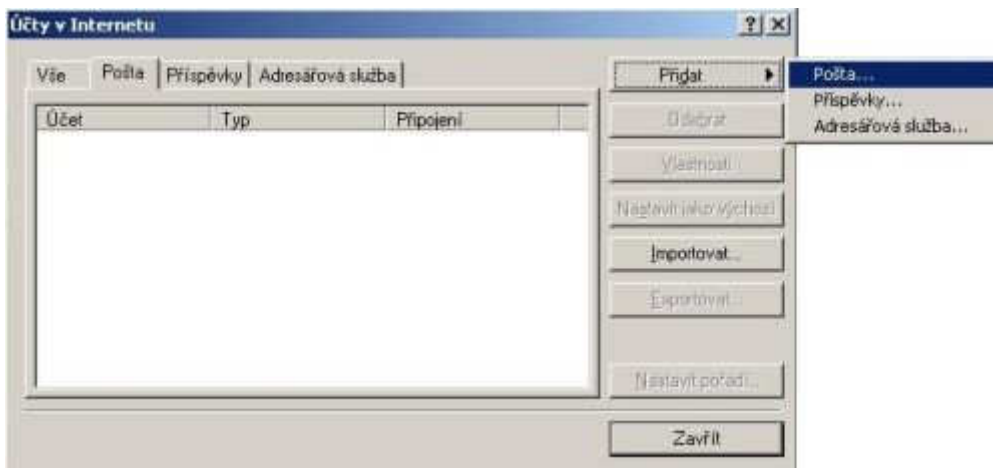 Účty v Internetu
Vše Pošta Příspěvky Adresářová služba
Účet Typ Připojení
Přidat
Odebrat
Vlastnosti
Nastavit jako výchozí
Importovat...
Exportovat...
Nastavit pořadí...
Zavřít
Pošta...
Příspěvky...
Adresářová služba...